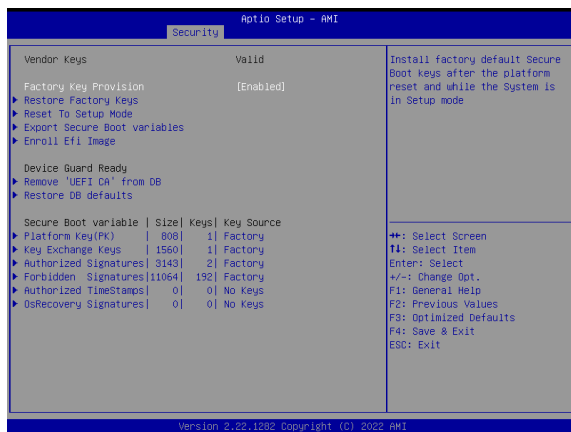 Aptio Setup - AMI
Security
Vendor Keys Valid
Factory Key Provision [Enabled]
Restore Factory Keys
Reset To Setup Mode
Export Secure Boot variables
Enroll Efi Image
Device Guard Ready
Remove 'UEFI CA' from DB
Restore DB defaults
Secure Boot variable | Size| Keys| Key Source
Platform Key(PK) | 808| 1| Factory
Key Exchange Keys | 1560| 1| Factory
Authorized Signatures| 3143| 2| Factory
Forbidden Signatures|11064| 192| Factory
Authorized TimeStamps| 0| 0| No Keys
OsRecovery Signatures| 0| 0| No Keys
Install factory default Secure
Boot keys after the platform
reset and while the System is
in Setup mode
→←: Select Screen
↑↓: Select Item
Enter: Select
+/-: Change Opt.
F1: General Help
F2: Previous Values
F3: Optimized Defaults
F4: Save & Exit
ESC: Exit
Version 2.22.1282 Copyright (C) 2022 AMI